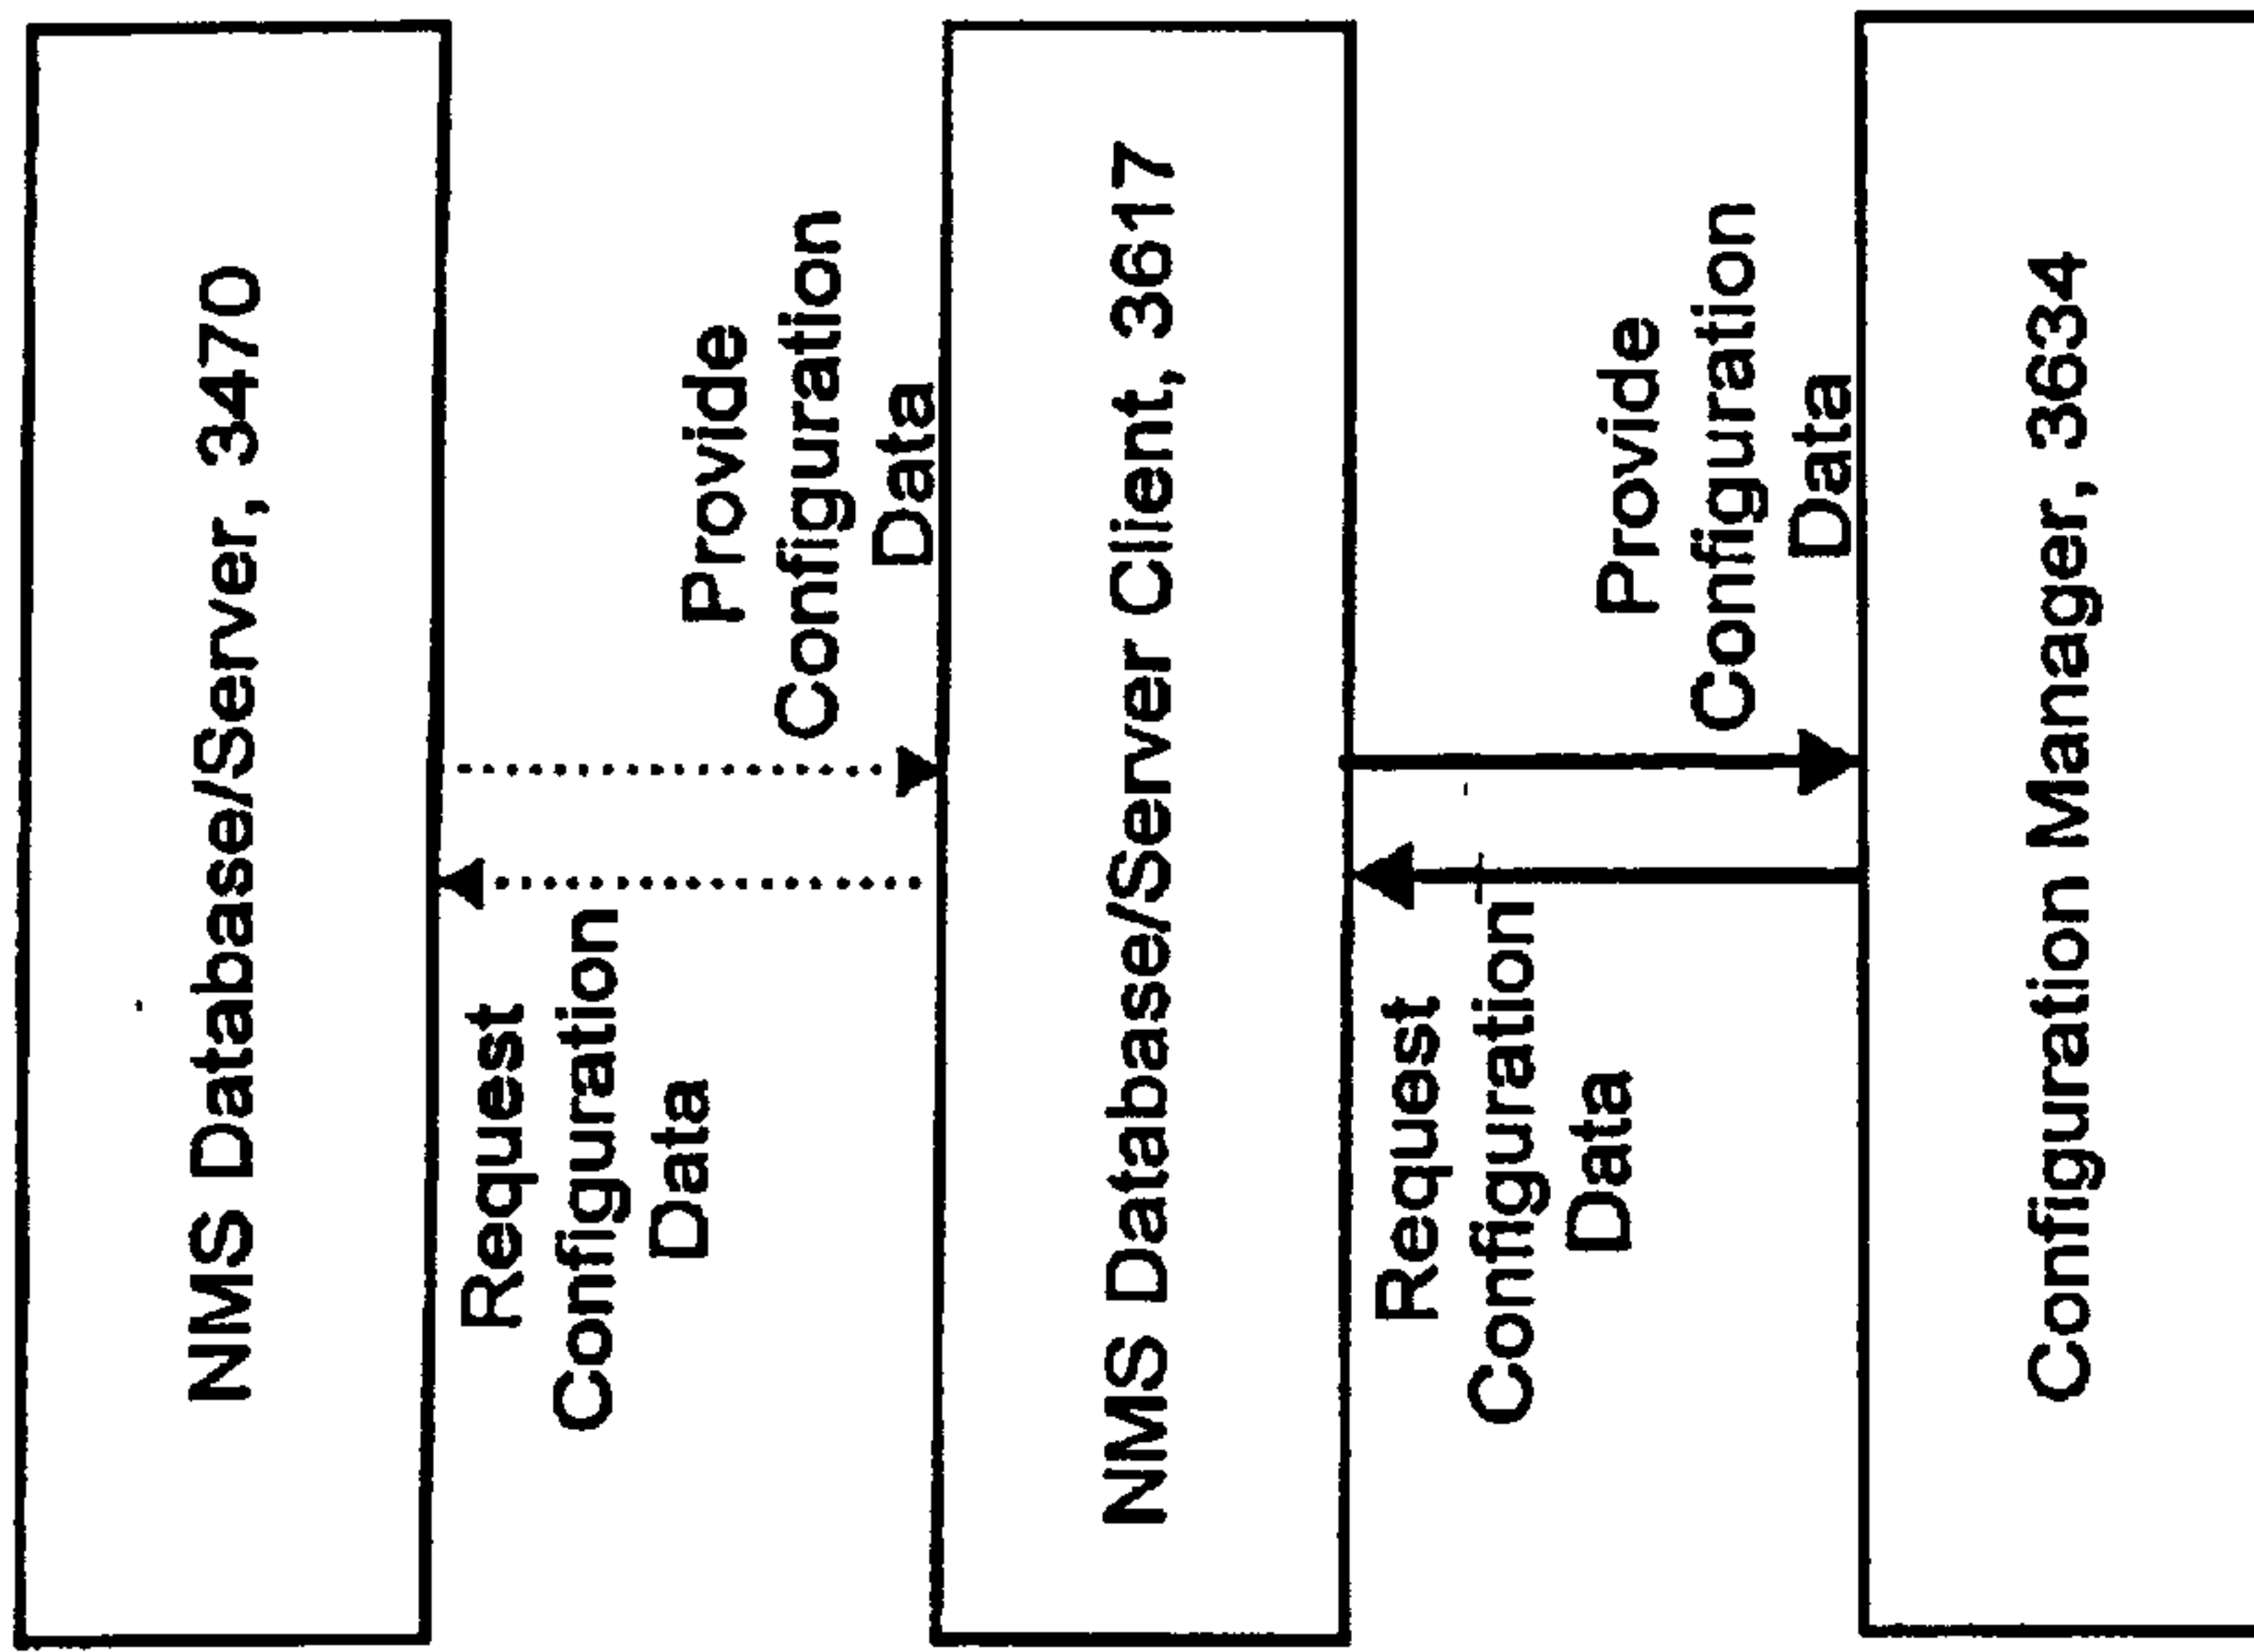 NMS Database/Server, 3470
Request
Configuration
Data
Provide
Configuration
Data
NMS Database/Server Client, 3617
Request
Configuration
Data
Provide
Configuration
Data
Configuration Manager, 3634